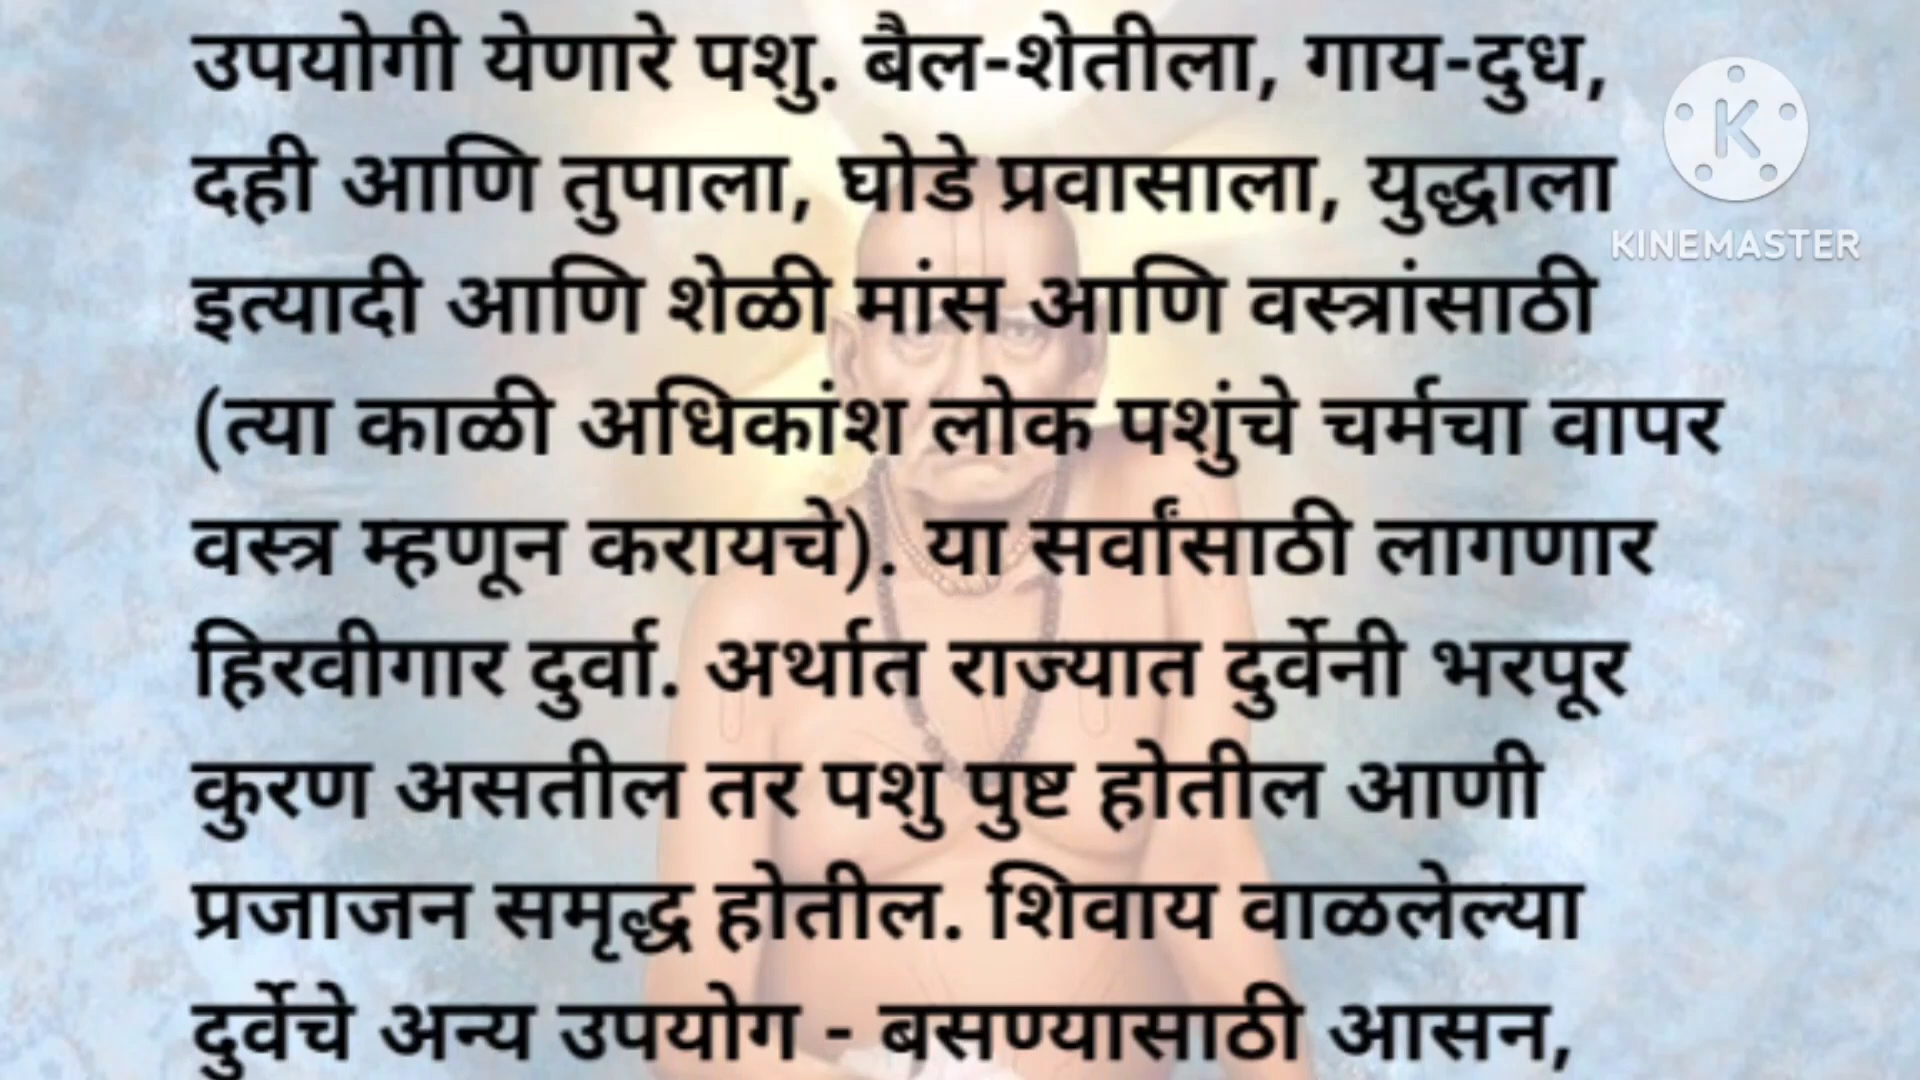 उपयोगी येणारे पशु. बैल-शेतीला, गाय-दुध,
दही आणि तुपाला, घोडे प्रवासाला, युद्धाला
इत्यादी आणि शेळी मांस आणि वस्त्रांसाठी
(त्या काळी अधिकांश लोक पशुंचे चर्मचा वापर
वस्त्र म्हणून करायचे). या सर्वांसाठी लागणार
हिरवीगार दुर्वा. अर्थात राज्यात दुर्वेनी भरपूर
कुरण असतील तर पशु पुष्ट होतील आणी
प्रजाजन समृद्ध होतील. शिवाय वाळलेल्या
दुर्वेचे अन्य उपयोग - बसण्यासाठी आसन,
K
KINEMASTER